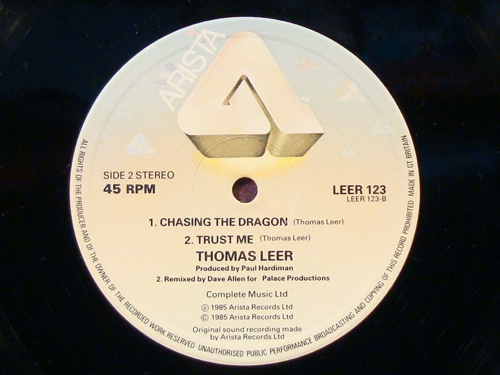 ARISTA
SIDE 2 STEREO
45 RPM
LEER 123
LEER 123-B
1. CHASING THE DRAGON (Thomas Leer)
2. TRUST ME (Thomas Leer)
THOMAS LEER
Produced by Paul Hardiman
2. Remixed by Dave Allen for Palace Productions
Complete Music Ltd
℗ 1985 Arista Records Ltd
© 1985 Arista Records Ltd
Original sound recording made
by Arista Records Ltd
ALL RIGHTS OF THE PRODUCER AND OF THE OWNER OF THE RECORDED WORK RESERVED UNAUTHORISED PUBLIC PERFORMANCE BROADCASTING AND COPYING OF THIS RECORD PROHIBITED MADE IN GT BRITAIN